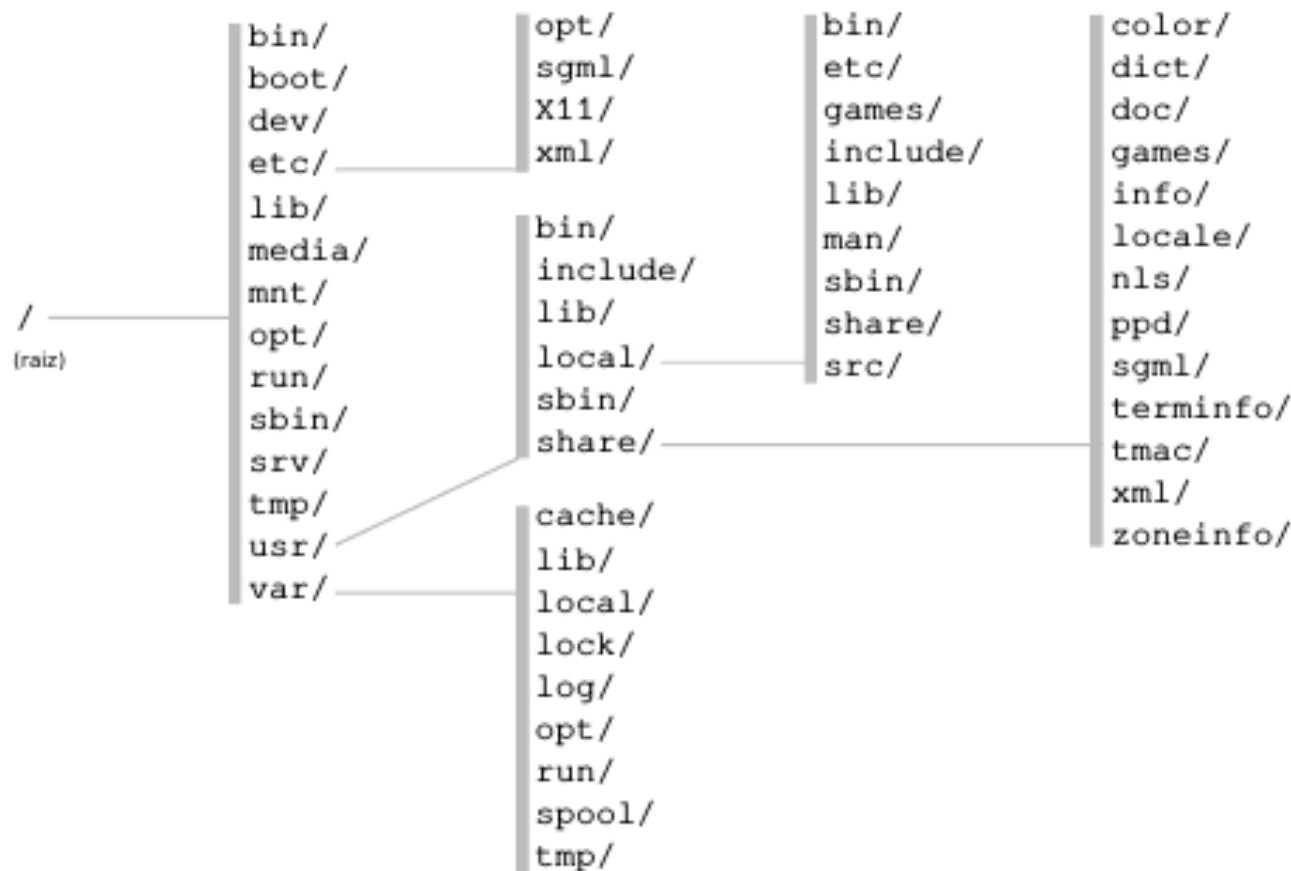 /
(raiz)
bin/
boot/
dev/
etc/
lib/
media/
mnt/
opt/
run/
sbin/
srv/
tmp/
usr/
var/
opt/
sgml/
X11/
xml/
bin/
include/
lib/
local/
sbin/
share/
cache/
lib/
local/
lock/
log/
opt/
run/
spool/
tmp/
bin/
etc/
games/
include/
lib/
man/
sbin/
share/
src/
color/
dict/
doc/
games/
info/
locale/
nls/
ppd/
sgml/
terminfo/
tmac/
xml/
zoneinfo/